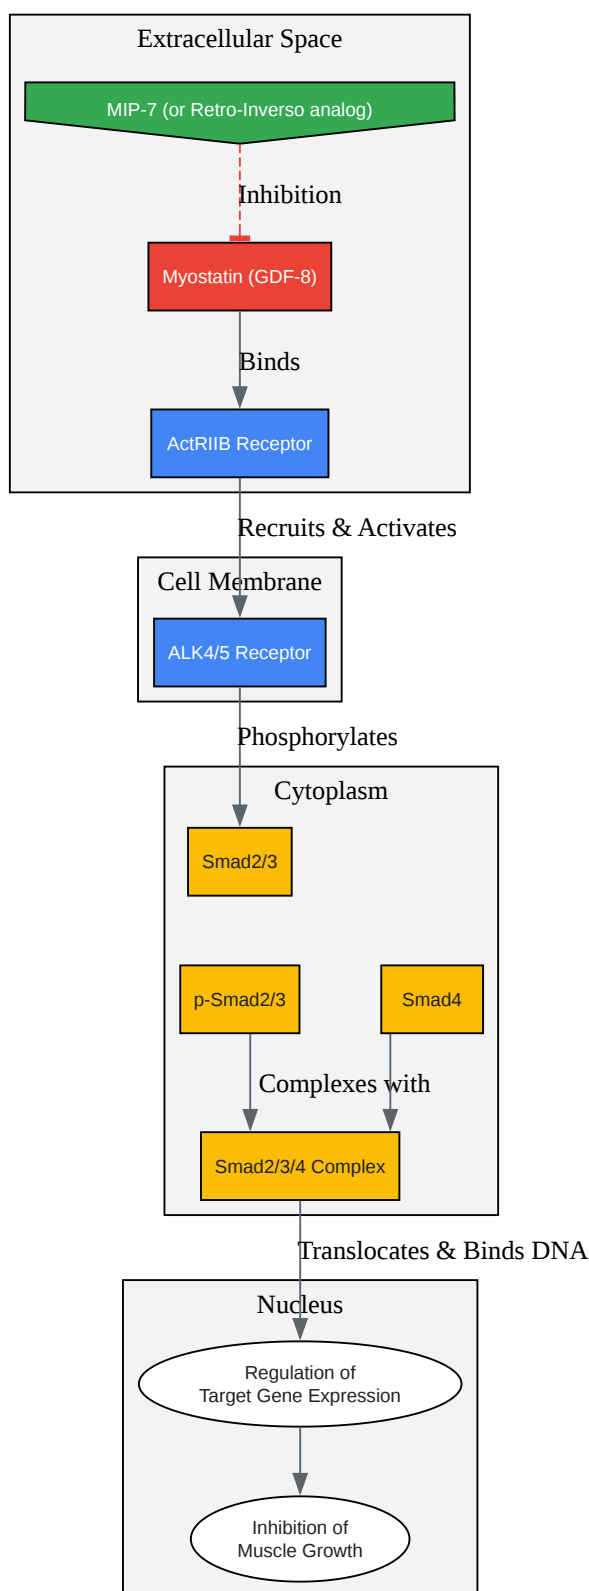 Extracellular Space
MIP-7 (or Retro-Inverso analog)
Inhibition
Myostatin (GDF-8)
Binds
ActRIIB Receptor
Recruits & Activates
Cell Membrane
ALK4/5 Receptor
Phosphorylates
Cytoplasm
Smad2/3
p-Smad2/3
Smad4
Complexes with
Smad2/3/4 Complex
Translocates & Binds DNA
Nucleus
Regulation of
Target Gene Expression
Inhibition of
Muscle Growth